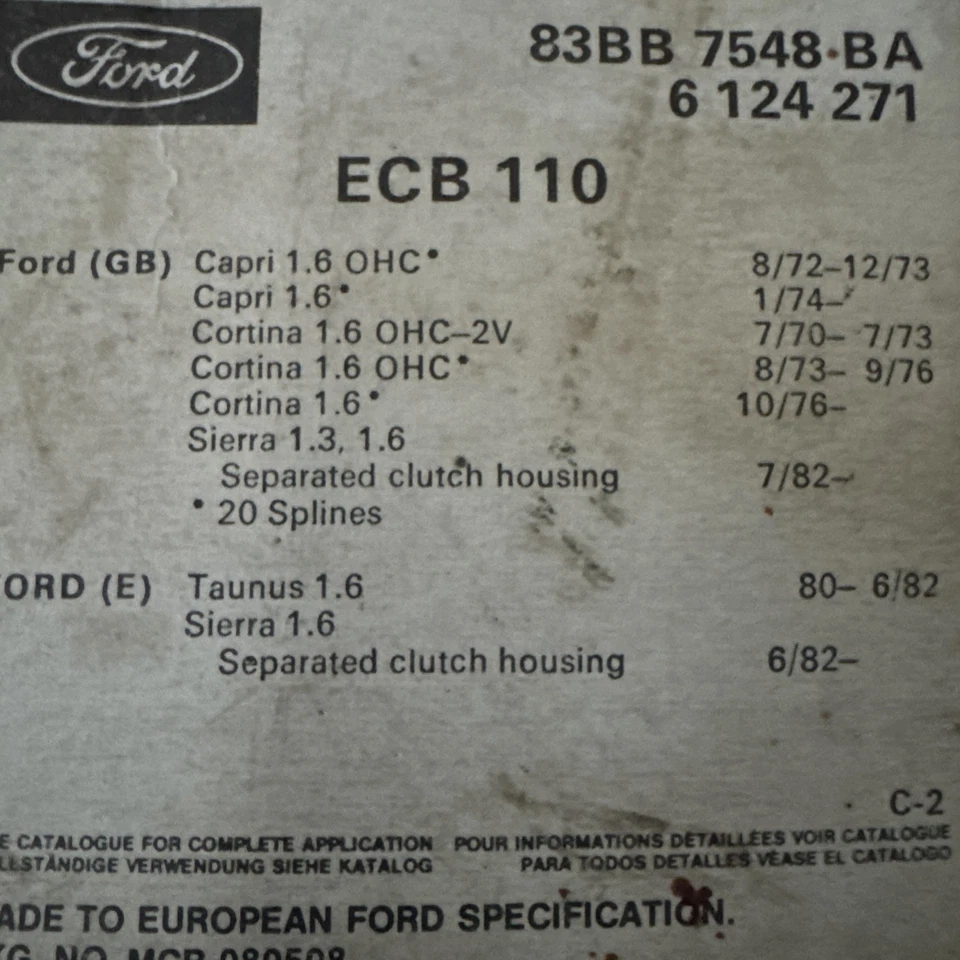 Ford
83BB 7548·BA
6 124 271
ECB 110
Ford (GB) Capri 1.6 OHC* 8/72–12/73
Capri 1.6* 1/74–
Cortina 1.6 OHC–2V 7/70– 7/73
Cortina 1.6 OHC* 8/73– 9/76
Cortina 1.6* 10/76–
Sierra 1.3, 1.6
Separated clutch housing 7/82–
* 20 Splines
ORD (E) Taunus 1.6 80– 6/82
Sierra 1.6
Separated clutch housing 6/82–
C-2
E CATALOGUE FOR COMPLETE APPLICATION POUR INFORMATIONS DÉTAILLÉES VOIR CATALOGUE
LLSTÄNDIGE VERWENDUNG SIEHE KATALOG PARA TODOS DETALLES VÉASE EL CATALOGO
ADE TO EUROPEAN FORD SPECIFICATION.
KG. NO. MCP 080508